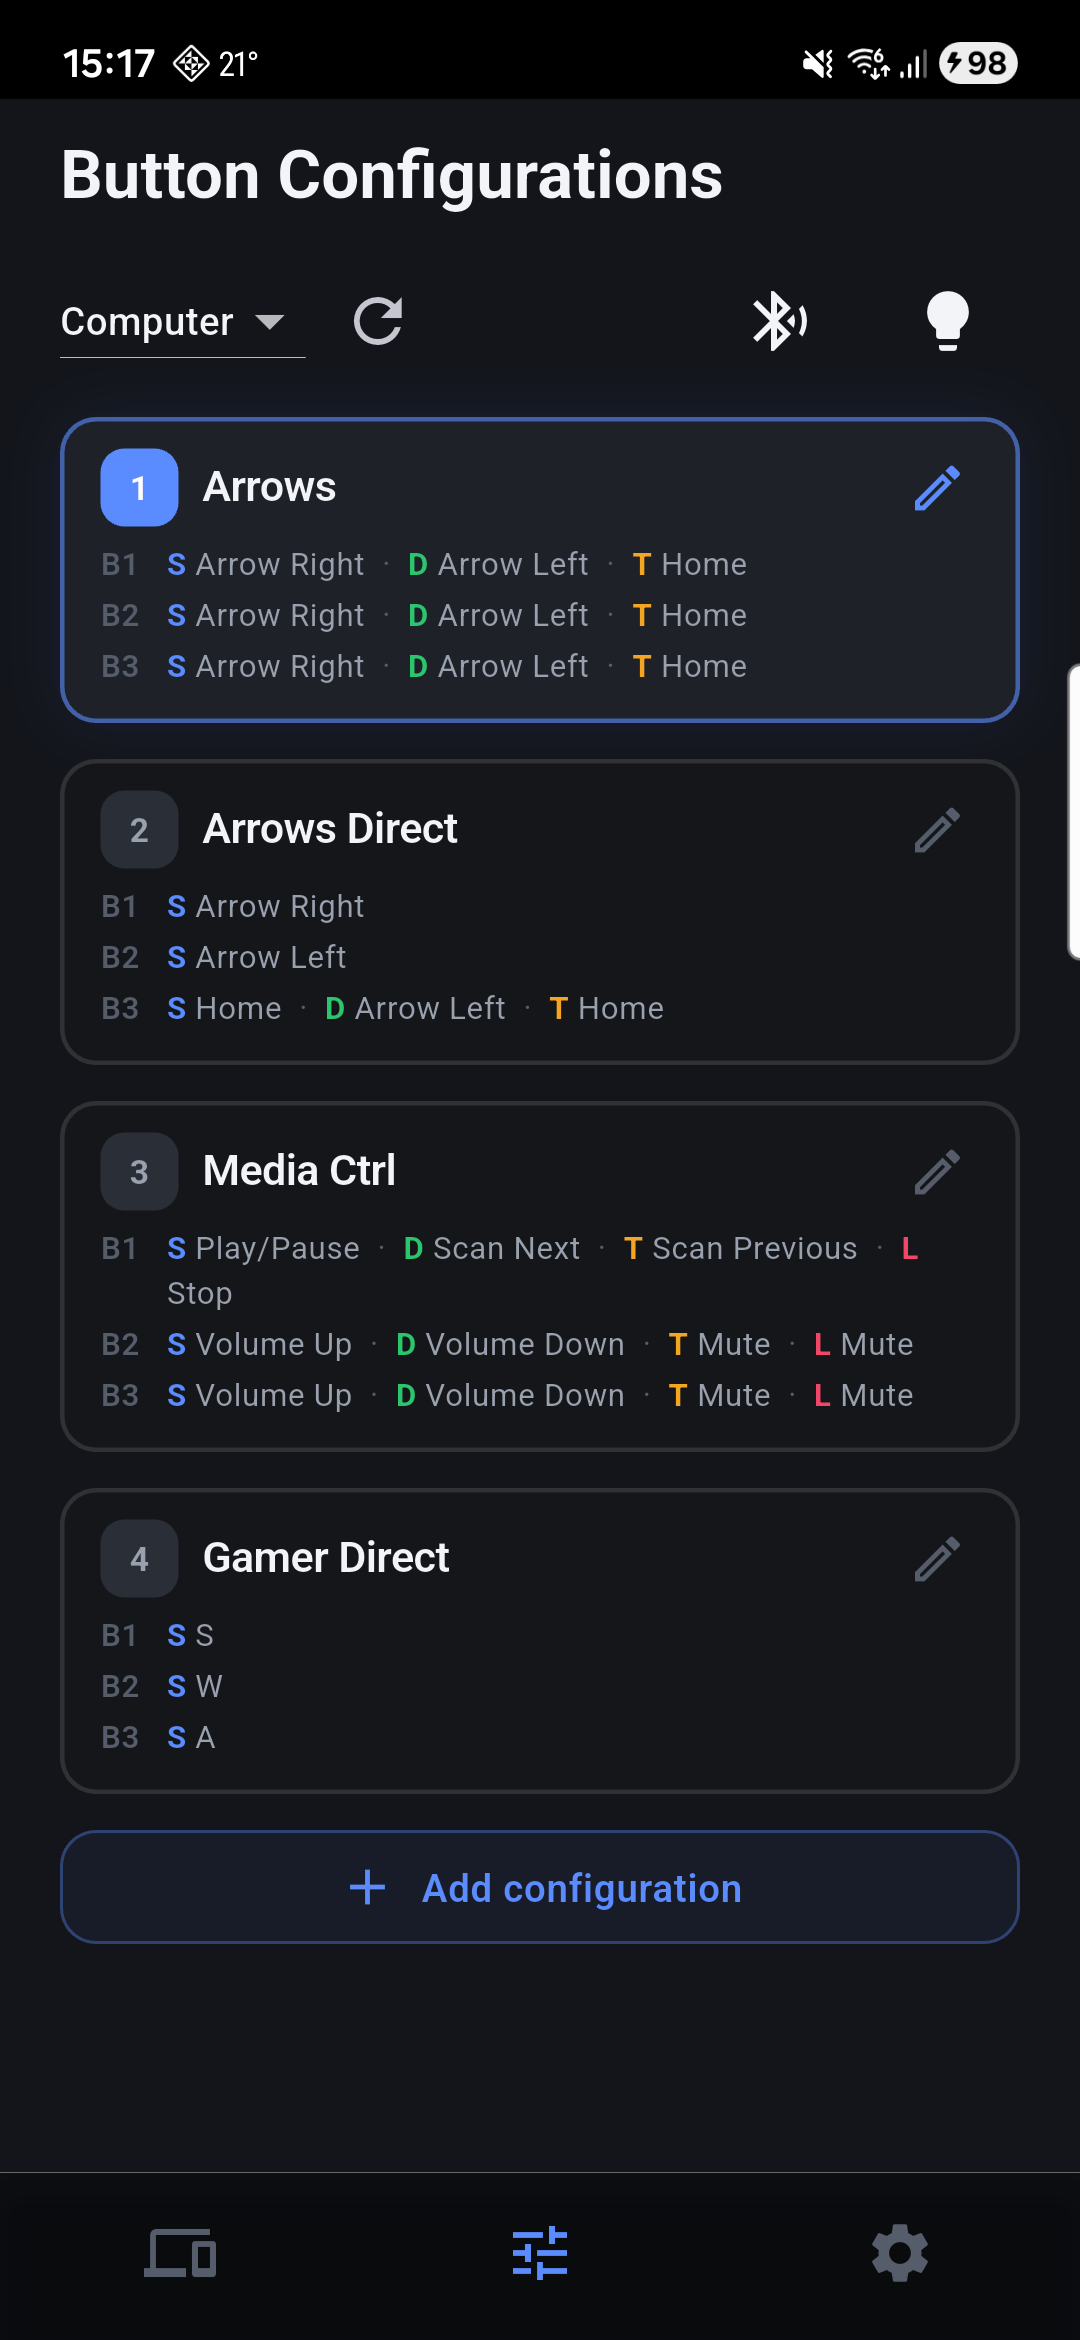 15:17 21° 6 98
Button Configurations
Computer
1 Arrows
B1 S Arrow Right · D Arrow Left · T Home
B2 S Arrow Right · D Arrow Left · T Home
B3 S Arrow Right · D Arrow Left · T Home
2 Arrows Direct
B1 S Arrow Right
B2 S Arrow Left
B3 S Home · D Arrow Left · T Home
3 Media Ctrl
B1 S Play/Pause · D Scan Next · T Scan Previous · L
Stop
B2 S Volume Up · D Volume Down · T Mute · L Mute
B3 S Volume Up · D Volume Down · T Mute · L Mute
4 Gamer Direct
B1 S S
B2 S W
B3 S A
+ Add configuration